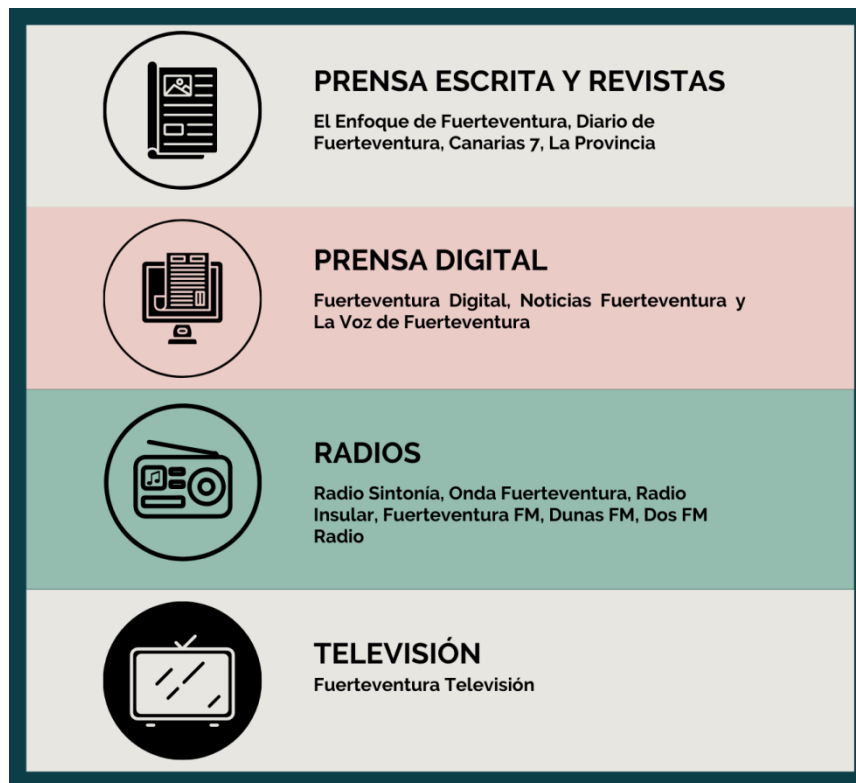 PRENSA ESCRITA Y REVISTAS
El Enfoque de Fuerteventura, Diario de
Fuerteventura, Canarias 7, La Provincia
PRENSA DIGITAL
Fuerteventura Digital, Noticias Fuerteventura y
La Voz de Fuerteventura
RADIOS
Radio Sintonía, Onda Fuerteventura, Radio
Insular, Fuerteventura FM, Dunas FM, Dos FM
Radio
TELEVISIÓN
Fuerteventura Televisión